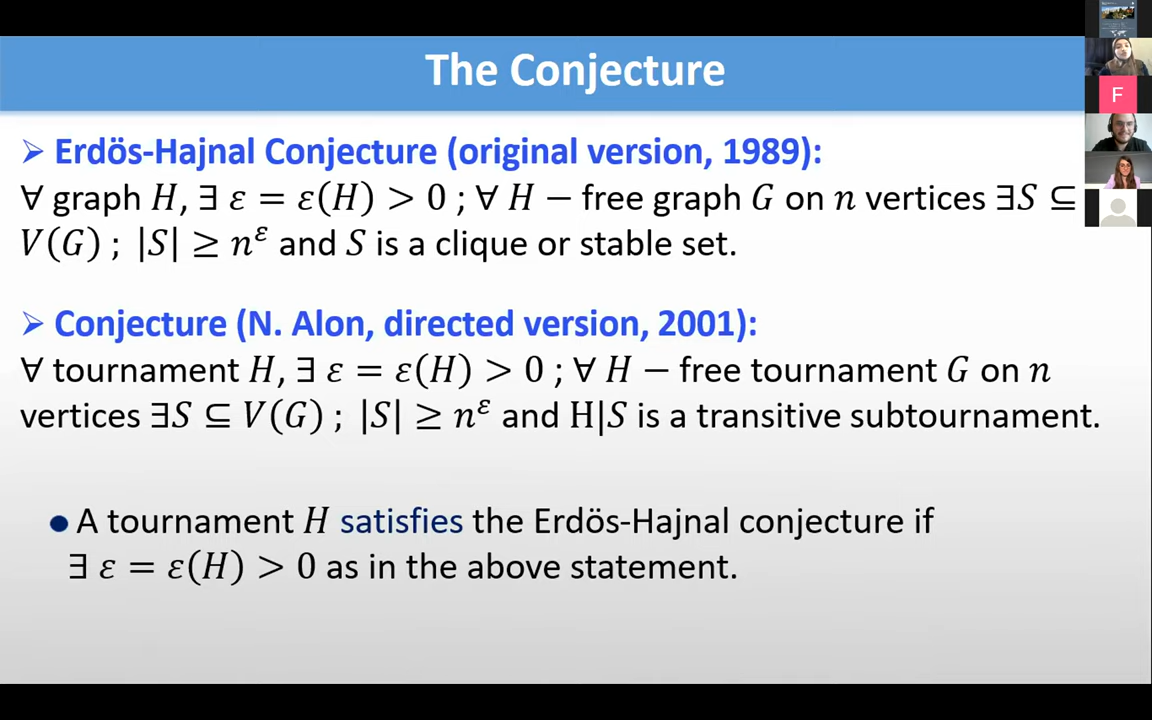 The Conjecture
➢ Erdös-Hajnal Conjecture (original version, 1989):
∀ graph H, ∃ ε = ε(H) > 0 ; ∀ H − free graph G on n vertices ∃S ⊆
V(G) ; |S| ≥ n^ε and S is a clique or stable set.
➢ Conjecture (N. Alon, directed version, 2001):
∀ tournament H, ∃ ε = ε(H) > 0 ; ∀ H − free tournament G on n
vertices ∃S ⊆ V(G) ; |S| ≥ n^ε and H|S is a transitive subtournament.
● A tournament H satisfies the Erdös-Hajnal conjecture if
∃ ε = ε(H) > 0 as in the above statement.
F